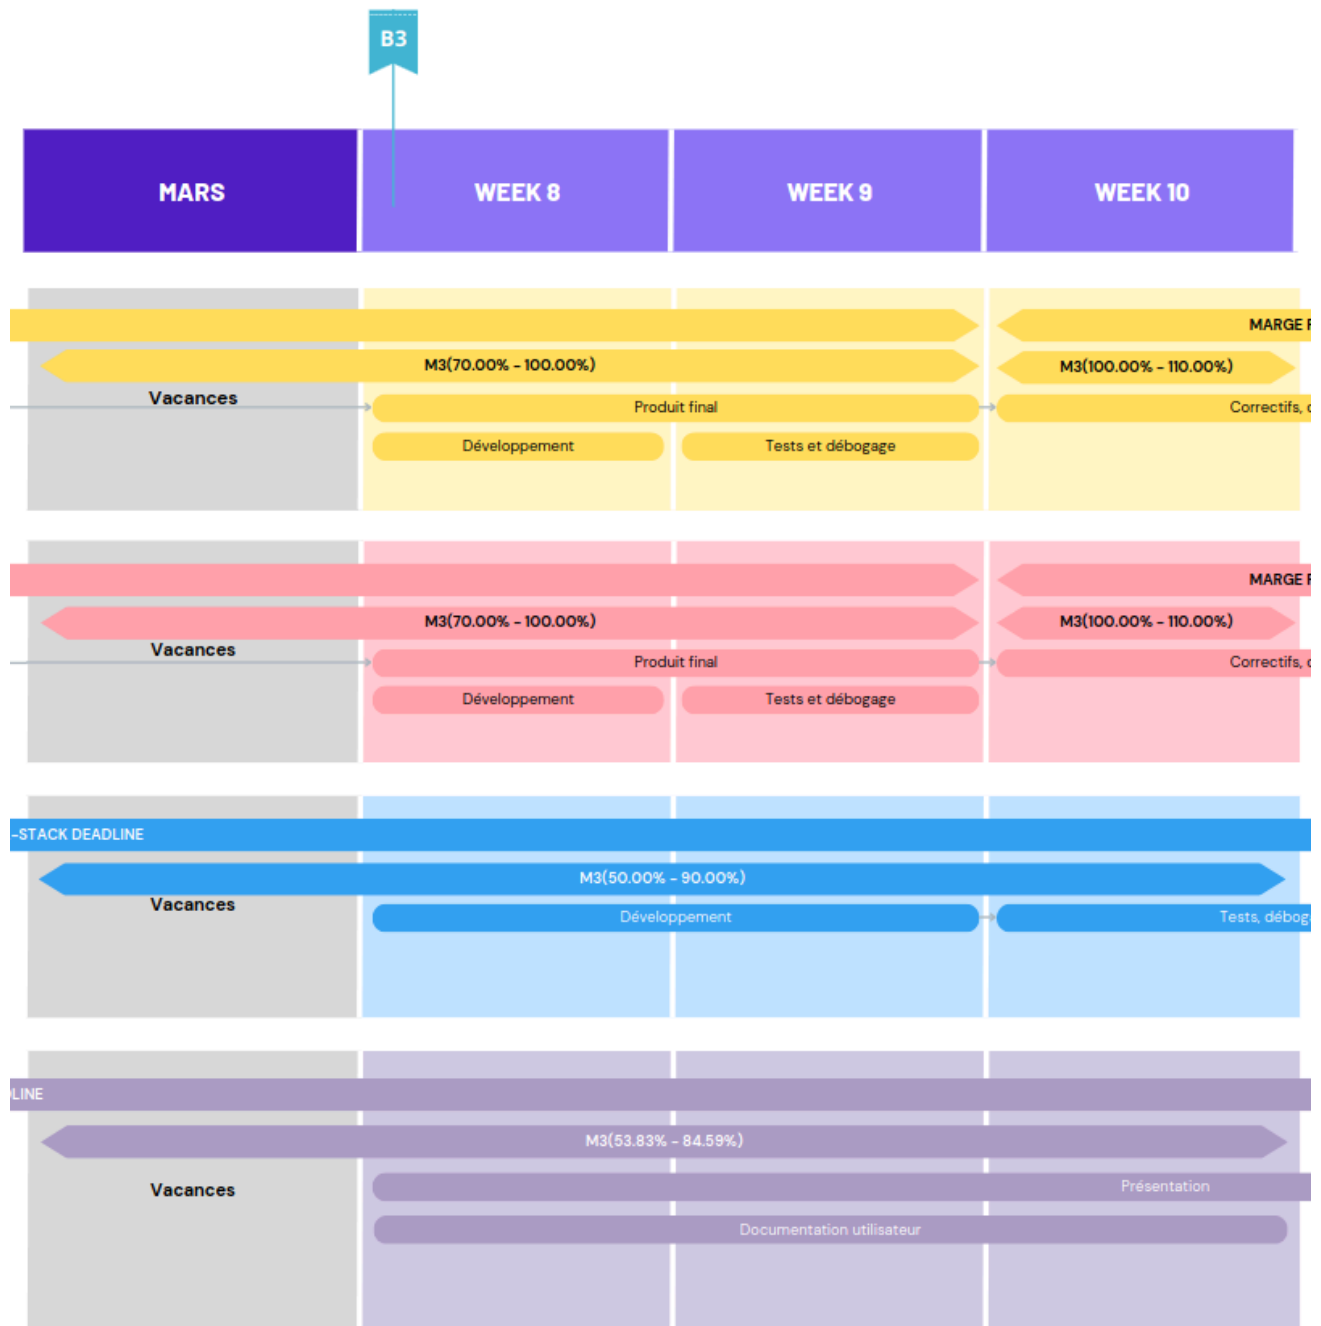 B3
MARS
WEEK 8
WEEK 9
WEEK 10
MARGE
M3(70.00% - 100.00%)
M3(100.00% - 110.00%)
Vacances
Produit final
Correctifs,
Développement
Tests et débogage
MARGE
M3(70.00% - 100.00%)
M3(100.00% - 110.00%)
Vacances
Produit final
Correctifs,
Développement
Tests et débogage
-STACK DEADLINE
M3(50.00% - 90.00%)
Vacances
Développement
Tests,
LINE
M3(53.83% - 84.59%)
Présentation
Vacances
Documentation utilisateur